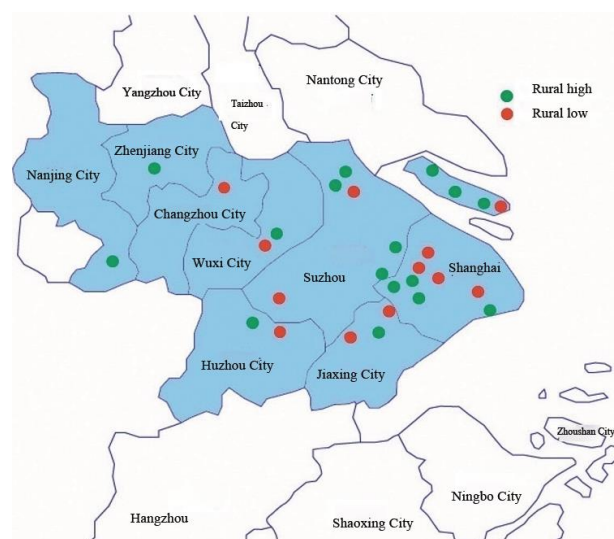 Nantong City
Rural high
Yangzhou City
Taizhou
City
Rural low
Zhenjiang City
Nanjing City
Changzhou City
Wuxi City
Suzhou
Shanghai
Huzhou City
Jiaxing City
Zhoushan City
Ningbo City
Hangzhou
Shaoxing City